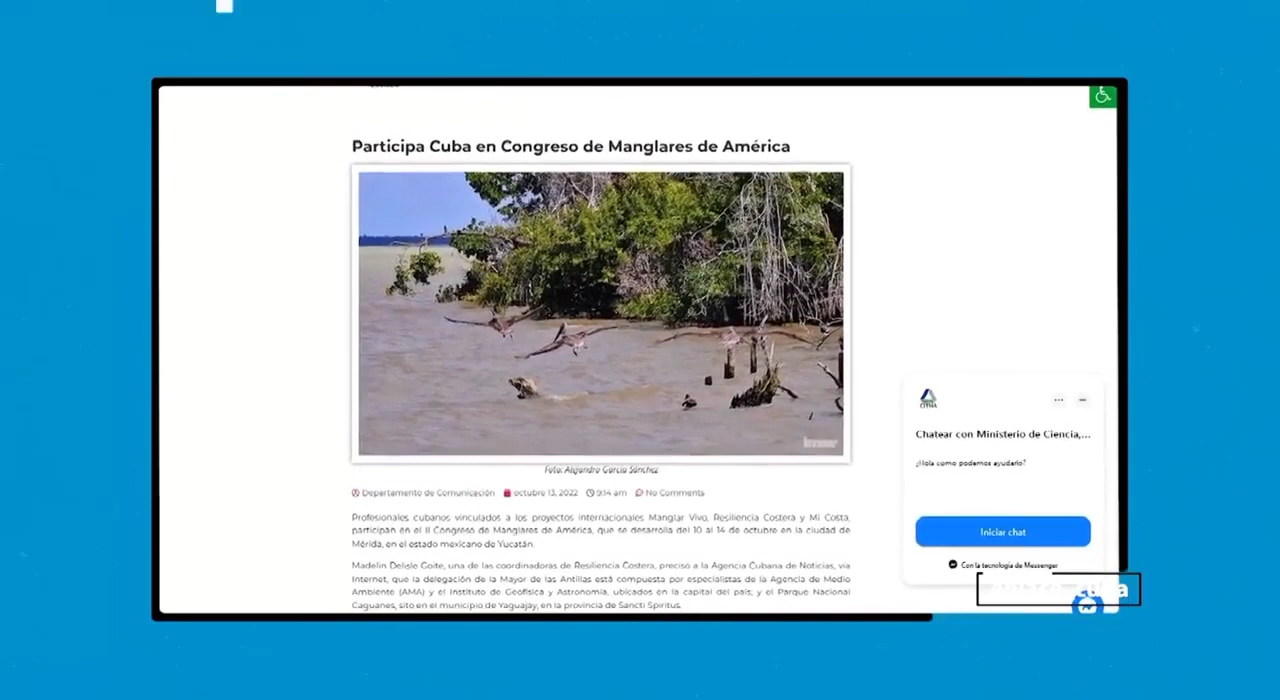 Participa Cuba en Congreso de Manglares de América
Foto: Alejandro García Sánchez
Departamento de Comunicación octubre 13, 2022 9:14 am No Comments
Profesionales cubanos vinculados a los proyectos internacionales Manglar Vivo, Resiliencia Costera y Mi Costa,
participan en el II Congreso de Manglares de América, que se desarrolla del 10 al 14 de octubre en la ciudad de
Mérida, en el estado mexicano de Yucatán.
Madelin Delisle Goite, una de las coordinadoras de Resiliencia Costera, precisó a la Agencia Cubana de Noticias, vía
Internet, que la delegación de la Mayor de las Antillas está compuesta por especialistas de la Agencia de Medio
Ambiente (AMA) y el Instituto de Geofísica y Astronomía, ubicados en la capital del país; y el Parque Nacional
Caguanes, sito en el municipio de Yaguajay, en la provincia de Sancti Spíritus.
CITMA
Chatear con Ministerio de Ciencia,...
¿Hola como podemos ayudarlo?
Iniciar chat
Con la tecnología de Messenger